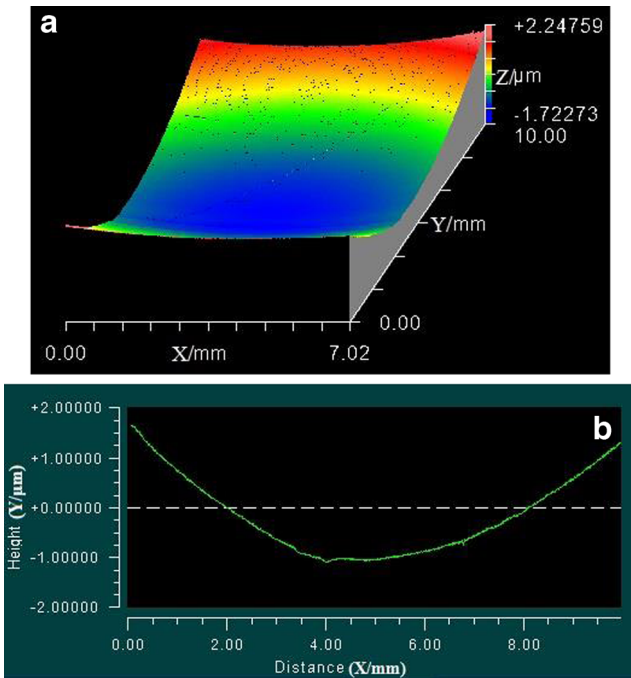 a
+2.24759
Z/µm
-1.72273
10.00
Y/mm
0.00
0.00 X/mm 7.02
b
+2.00000
+1.00000
+0.00000
-1.00000
-2.00000
Height (Y/µm)
0.00 2.00 4.00 6.00 8.00
Distance (X/mm)